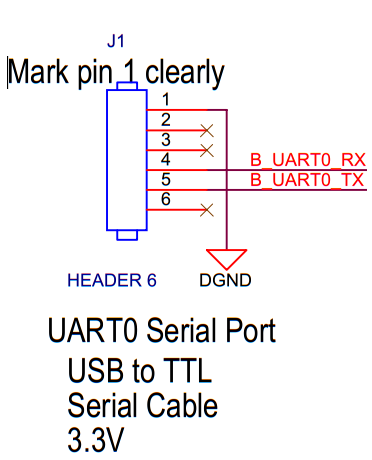 J1
Mark pin 1 clearly
1
2
3
4
B_UART0_RX
5
B_UART0_TX
6
HEADER 6
DGND
UART0 Serial Port
USB to TTL
Serial Cable
3.3V